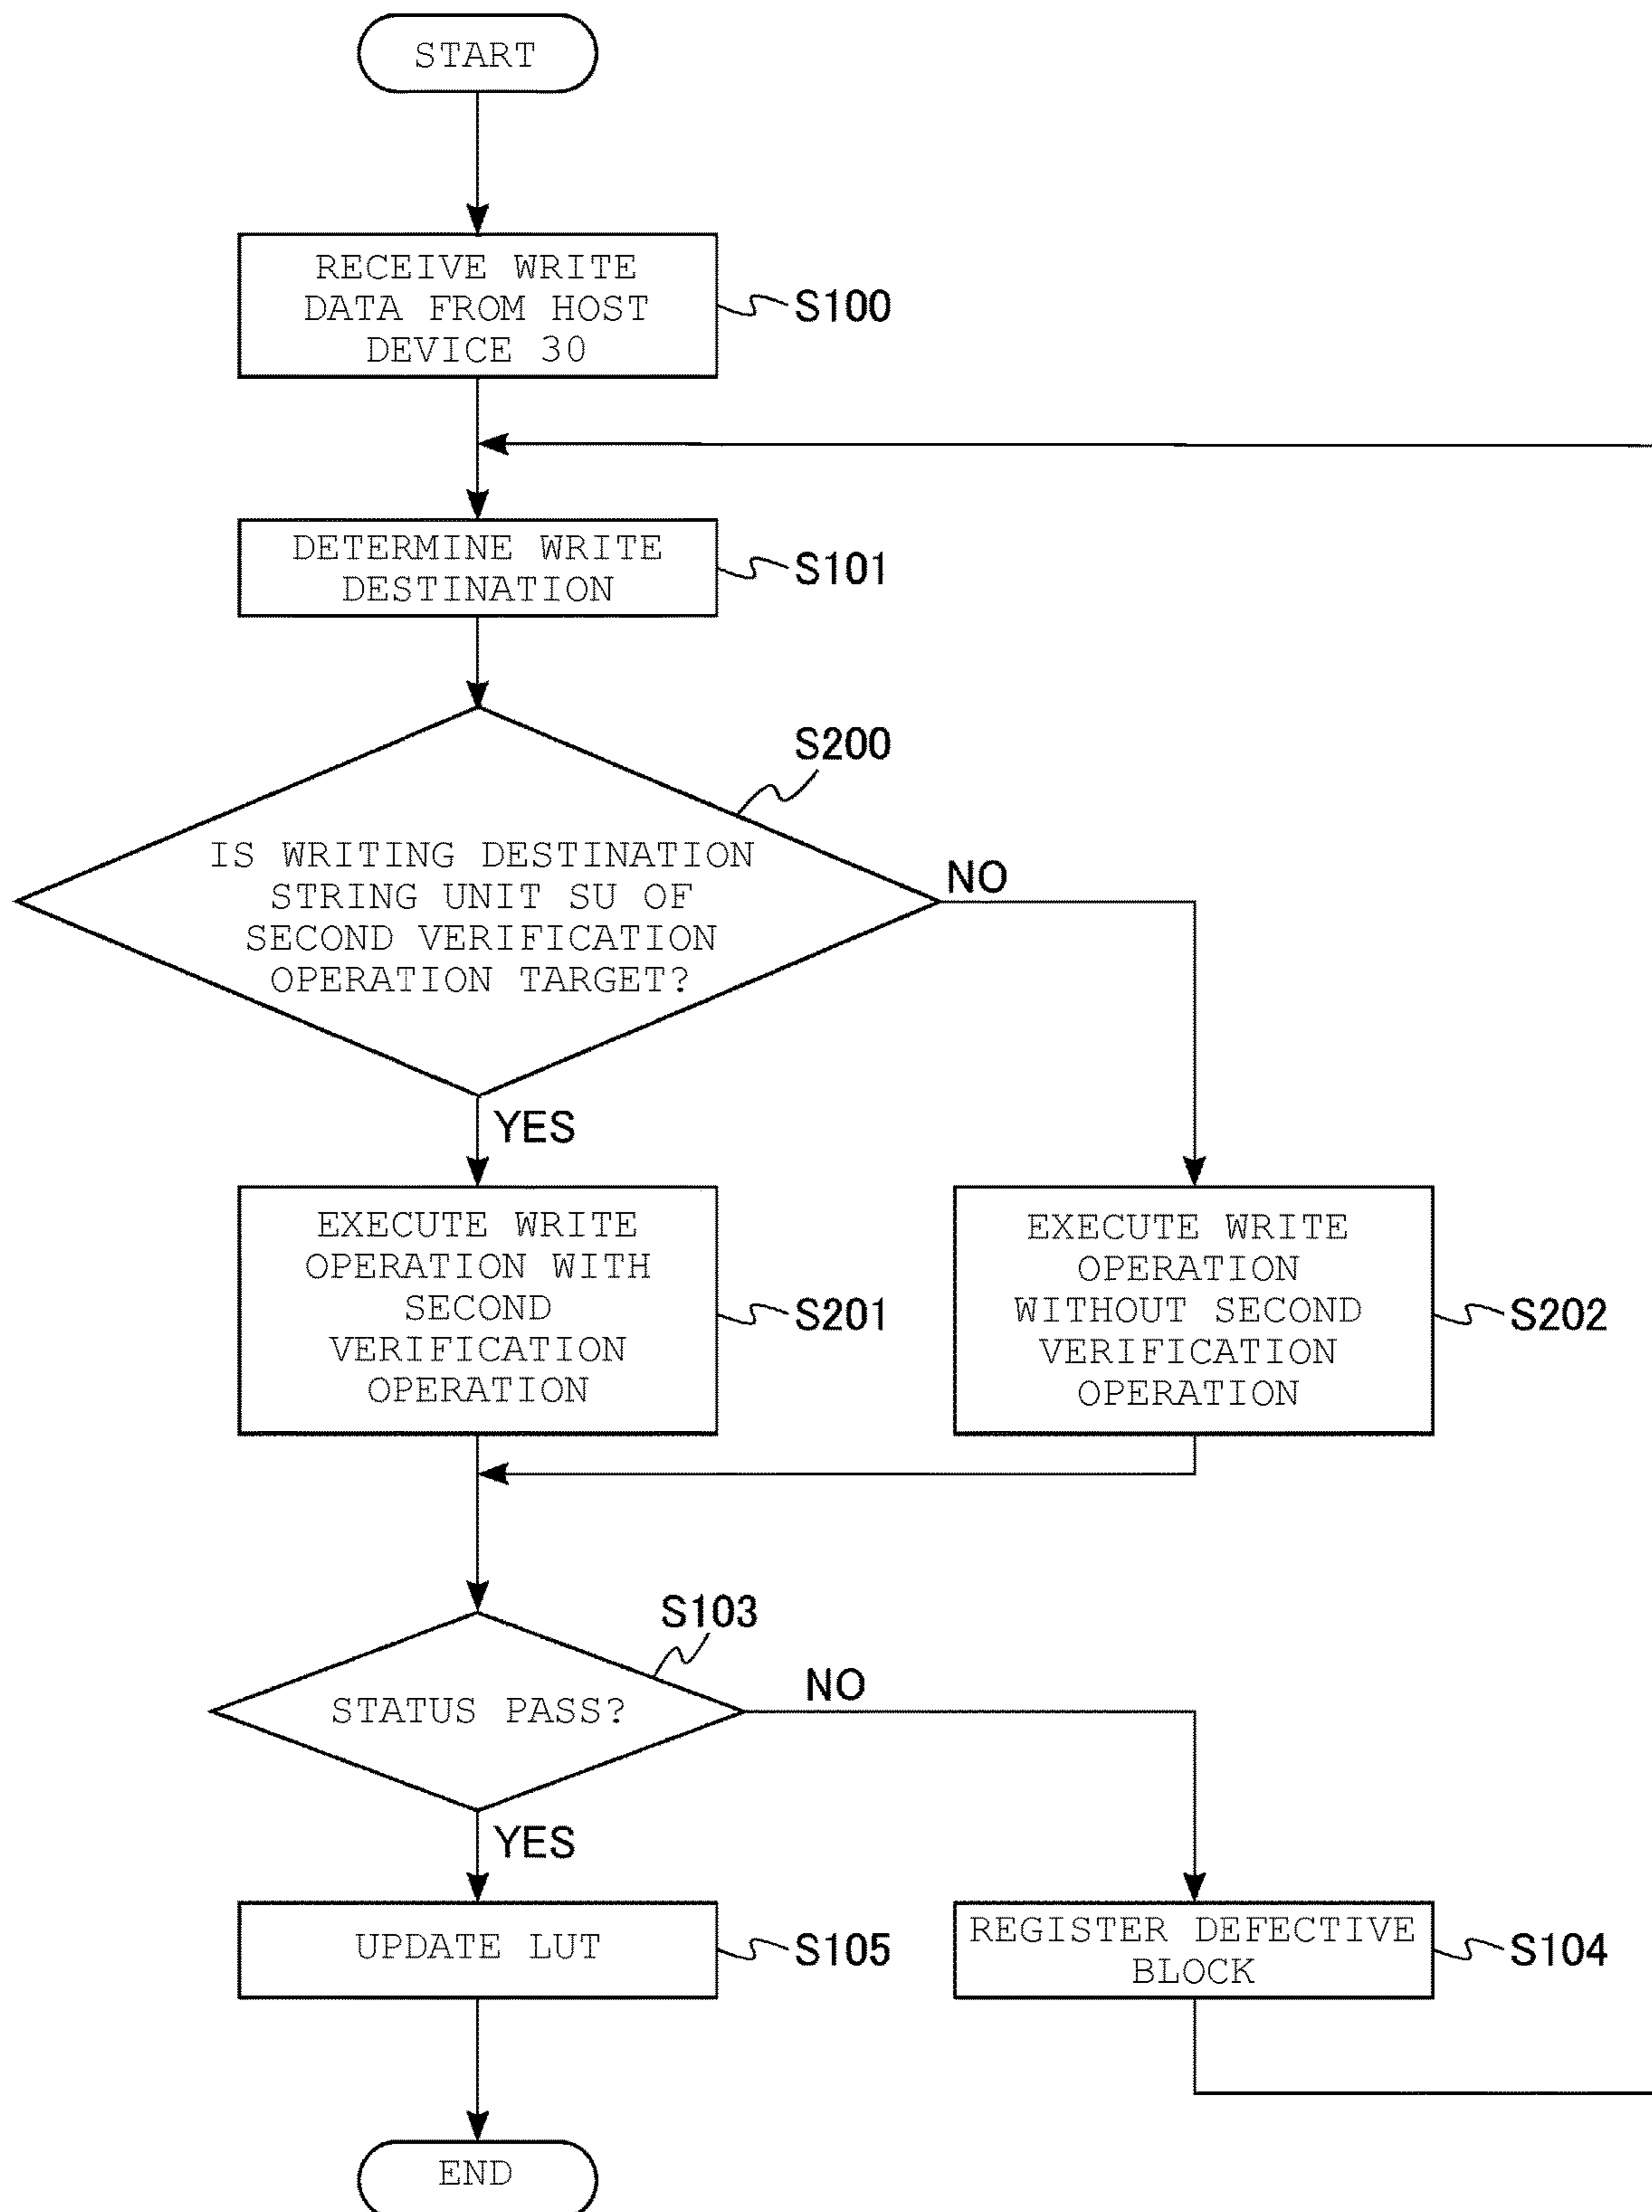 START
RECEIVE WRITE
DATA FROM HOST
DEVICE 30
S100
DETERMINE WRITE
DESTINATION
S101
S200
IS WRITING DESTINATION
STRING UNIT SU OF
SECOND VERIFICATION
OPERATION TARGET?
NO
YES
EXECUTE WRITE
OPERATION WITH
SECOND
VERIFICATION
OPERATION
S201
EXECUTE WRITE
OPERATION
WITHOUT SECOND
VERIFICATION
OPERATION
S202
S103
STATUS PASS?
NO
YES
UPDATE LUT
S105
REGISTER DEFECTIVE
BLOCK
S104
END